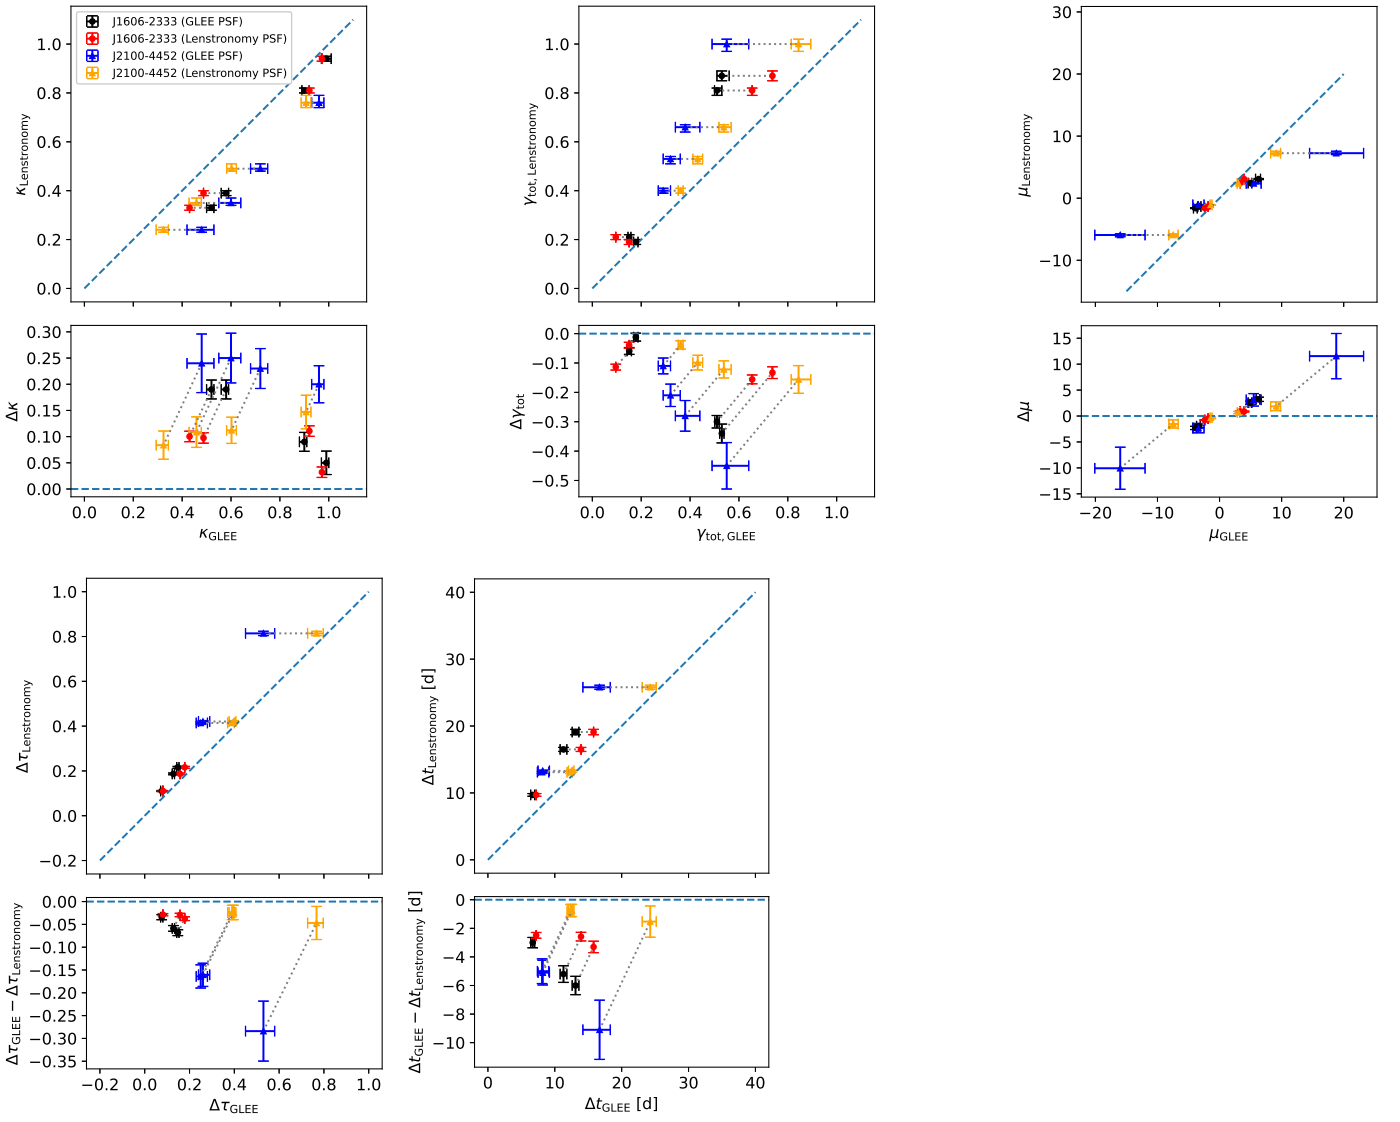 J1606-2333 (GLEE PSF)
J1606-2333 (Lenstronomy PSF)
J2100-4452 (GLEE PSF)
J2100-4452 (Lenstronomy PSF)
κLenstronomy
1.0
0.8
0.6
0.4
0.2
0.0
Δκ
0.30
0.25
0.20
0.15
0.10
0.05
0.00
0.0 0.2 0.4 0.6 0.8 1.0
κGLEE
γtot, Lenstronomy
1.0
0.8
0.6
0.4
0.2
0.0
Δγtot
0.0
−0.1
−0.2
−0.3
−0.4
−0.5
0.0 0.2 0.4 0.6 0.8 1.0
γtot, GLEE
μLenstronomy
30
20
10
0
−10
Δμ
15
10
5
0
−5
−10
−15
−20 −10 0 10 20
μGLEE
ΔτLenstronomy
1.0
0.8
0.6
0.4
0.2
0.0
−0.2
ΔτGLEE − ΔτLenstronomy
0.00
−0.05
−0.10
−0.15
−0.20
−0.25
−0.30
−0.35
−0.2 0.0 0.2 0.4 0.6 0.8 1.0
ΔτGLEE
ΔtLenstronomy [d]
40
30
20
10
0
ΔtGLEE − ΔtLenstronomy [d]
0
−2
−4
−6
−8
−10
0 10 20 30 40
ΔtGLEE [d]